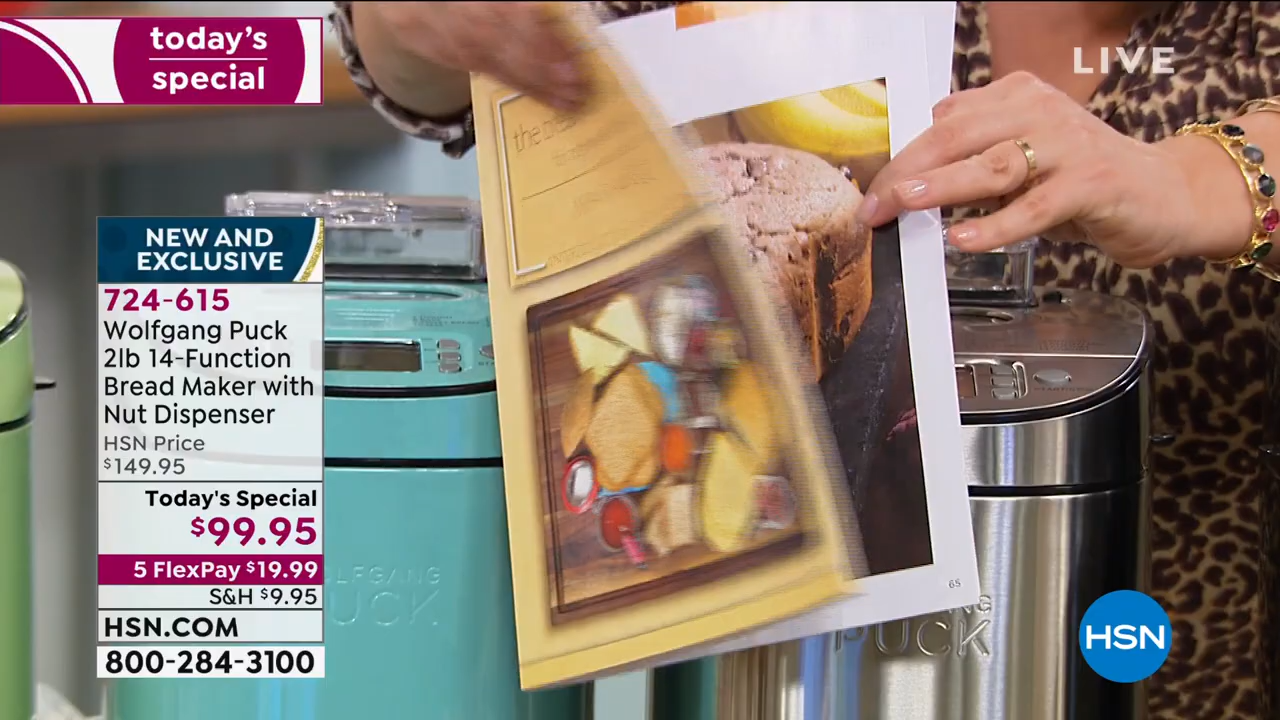 today's
special
LIVE
NEW AND
EXCLUSIVE
724-615
Wolfgang Puck
2lb 14-Function
Bread Maker with
Nut Dispenser
HSN Price
$149.95
Today's Special
$99.95
5 FlexPay $19.99
S&H $9.95
HSN.COM
800-284-3100
the
65
PUCK
HSN